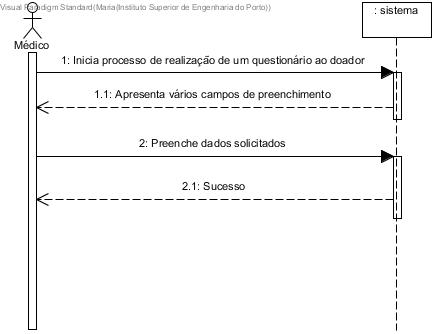 Visual Paradigm Standard(Maria(Instituto Superior de Engenharia do Porto))
: sistema
Médico
1: Inicia processo de realização de um questionário ao doador
1.1: Apresenta vários campos de preenchimento
2: Preenche dados solicitados
2.1: Sucesso